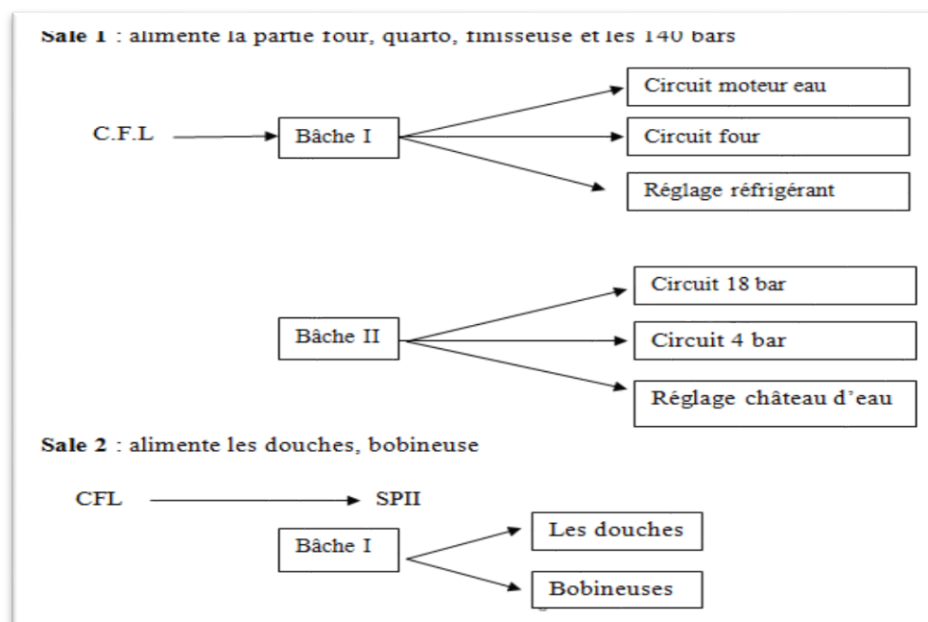 Sale 1 : alimente la partie four, quarto, finisseuse et les 140 bars
Circuit moteur eau
C.F.L
Bâche I
Circuit four
Réglage réfrigérant
Circuit 18 bar
Bâche II
Circuit 4 bar
Réglage château d'eau
Sale 2 : alimente les douches, bobineuse
CFL
SPII
Les douches
Bâche I
Bobineuses